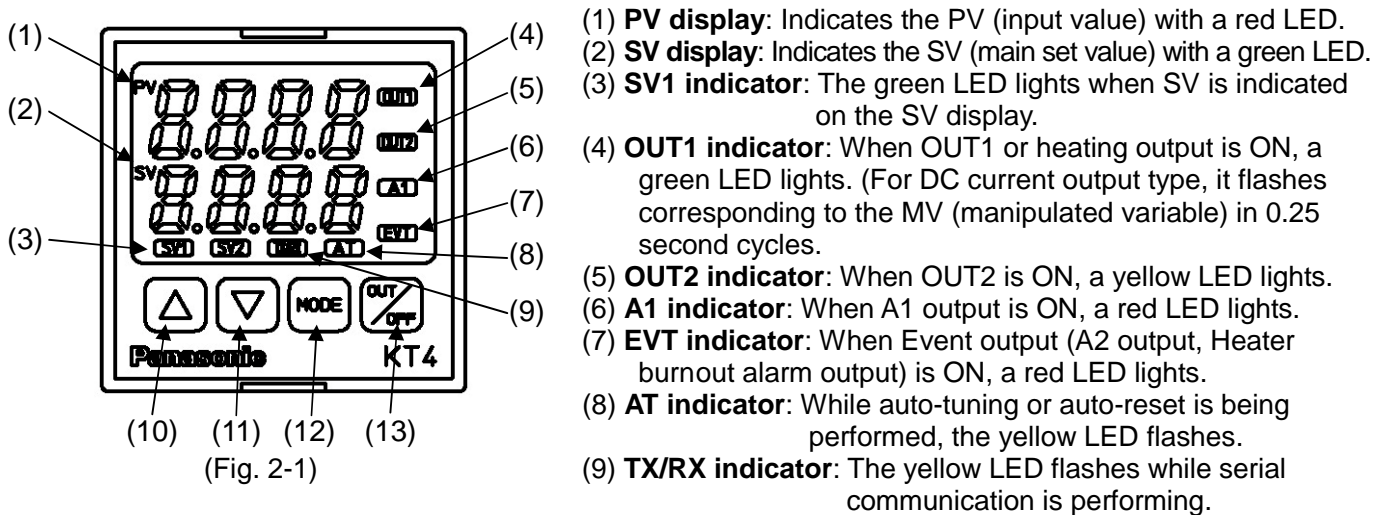 (1)
(2)
(3)
(4)
(5)
(6)
(7)
(8)
(9)
PV
OUT1
OUT2
SV
A1
EVT
SV1 SV2 AT
MODE
OUT/OFF
Panasonic KT4
(10) (11) (12) (13)
(Fig. 2-1)
(1) PV display: Indicates the PV (input value) with a red LED.
(2) SV display: Indicates the SV (main set value) with a green LED.
(3) SV1 indicator: The green LED lights when SV is indicated
on the SV display.
(4) OUT1 indicator: When OUT1 or heating output is ON, a
green LED lights. (For DC current output type, it flashes
corresponding to the MV (manipulated variable) in 0.25
second cycles.
(5) OUT2 indicator: When OUT2 is ON, a yellow LED lights.
(6) A1 indicator: When A1 output is ON, a red LED lights.
(7) EVT indicator: When Event output (A2 output, Heater
burnout alarm output) is ON, a red LED lights.
(8) AT indicator: While auto-tuning or auto-reset is being
performed, the yellow LED flashes.
(9) TX/RX indicator: The yellow LED flashes while serial
communication is performing.